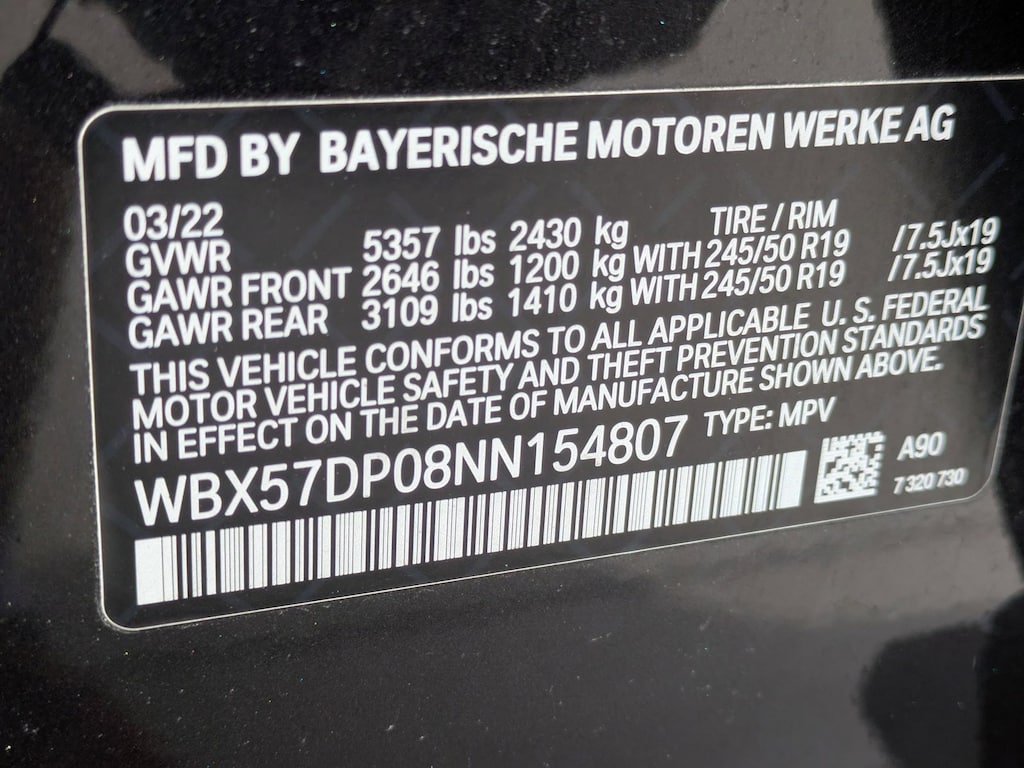 MFD BY BAYERISCHE MOTOREN WERKE AG
03/22 TIRE / RIM
GVWR 5357 lbs 2430 kg
GAWR FRONT 2646 lbs 1200 kg WITH 245/50 R19 /7.5Jx19
GAWR REAR 3109 lbs 1410 kg WITH 245/50 R19 /7.5Jx19
THIS VEHICLE CONFORMS TO ALL APPLICABLE U. S. FEDERAL
MOTOR VEHICLE SAFETY AND THEFT PREVENTION STANDARDS
IN EFFECT ON THE DATE OF MANUFACTURE SHOWN ABOVE.
WBX57DP08NN154807 TYPE: MPV
A90
7 320 730